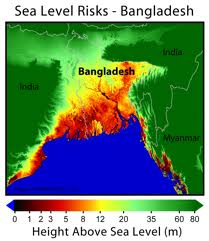 Sea Level Risks - Bangladesh
India
Bangladesh
India
Myanmar
0 1 2 3 5 8 12 20 35 60 80
Height Above Sea Level (m)